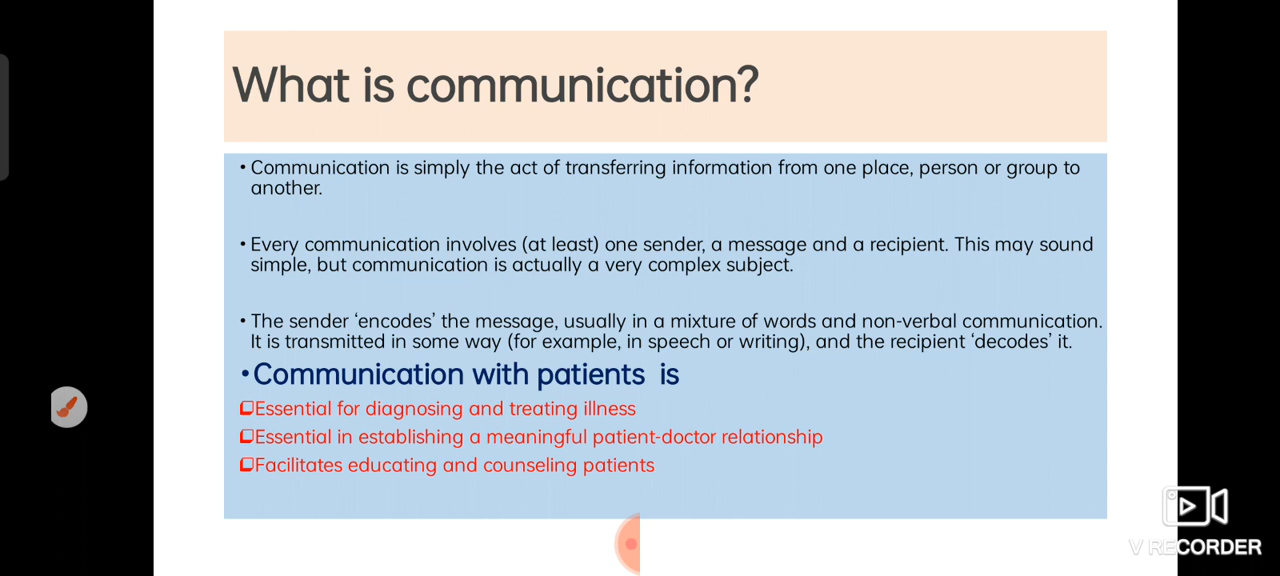 What is communication?
• Communication is simply the act of transferring information from one place, person or group to
another.
• Every communication involves (at least) one sender, a message and a recipient. This may sound
simple, but communication is actually a very complex subject.
• The sender ‘encodes’ the message, usually in a mixture of words and non-verbal communication.
It is transmitted in some way (for example, in speech or writing), and the recipient ‘decodes’ it.
•Communication with patients  is
❑Essential for diagnosing and treating illness
❑Essential in establishing a meaningful patient-doctor relationship
❑Facilitates educating and counseling patients
V RECORDER